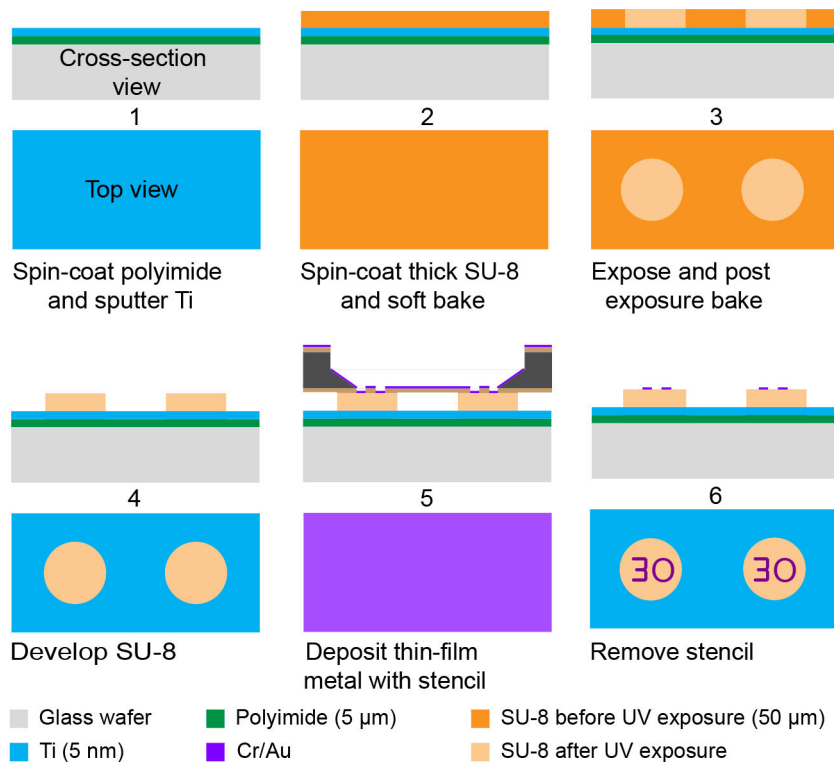 Cross-section
view
1
2
3
Top view
Spin-coat polyimide
and sputter Ti
Spin-coat thick SU-8
and soft bake
Expose and post
exposure bake
4
5
6
30
30
Develop SU-8
Deposit thin-film
metal with stencil
Remove stencil
Glass wafer
Polyimide (5 µm)
SU-8 before UV exposure (50 µm)
Ti (5 nm)
Cr/Au
SU-8 after UV exposure